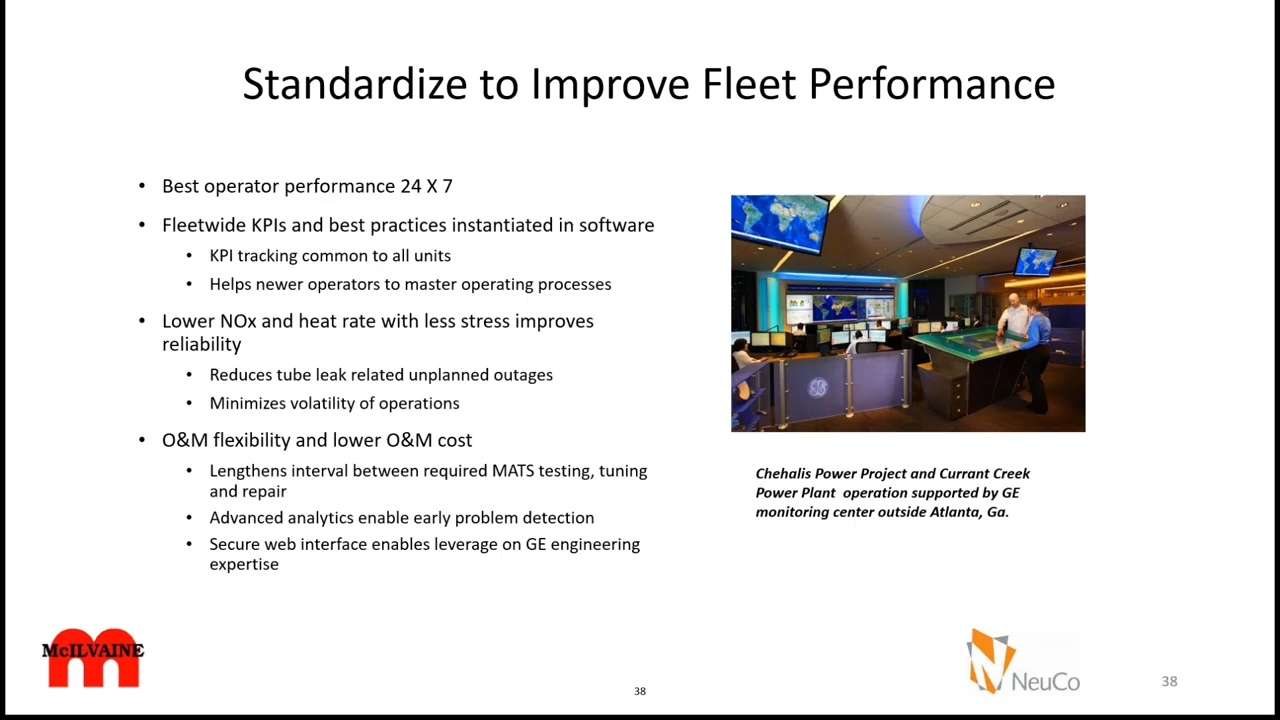 Standardize to Improve Fleet Performance
• Best operator performance 24 X 7
• Fleetwide KPIs and best practices instantiated in software
• KPI tracking common to all units
• Helps newer operators to master operating processes
• Lower NOx and heat rate with less stress improves
reliability
• Reduces tube leak related unplanned outages
• Minimizes volatility of operations
• O&M flexibility and lower O&M cost
• Lengthens interval between required MATS testing, tuning
and repair
• Advanced analytics enable early problem detection
• Secure web interface enables leverage on GE engineering
expertise
GE
Chehalis Power Project and Currant Creek
Power Plant operation supported by GE
monitoring center outside Atlanta, Ga.
McILVAINE
38
NeuCo
38